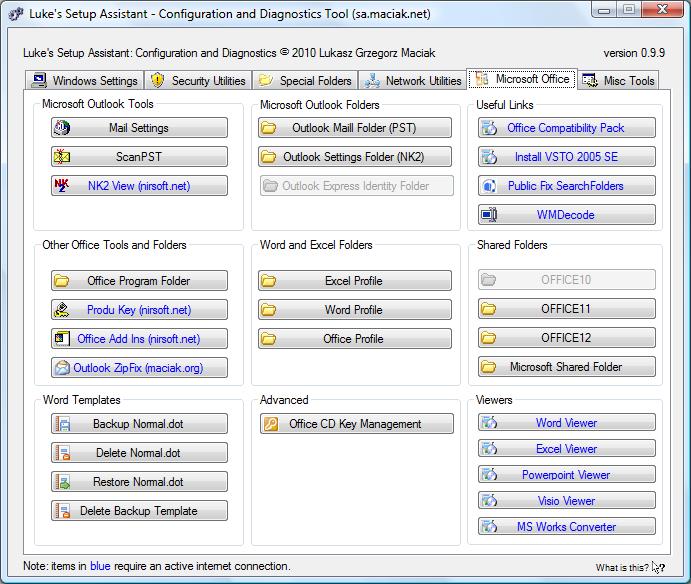 Luke's Setup Assistant - Configuration and Diagnostics Tool (sa.maciak.net)
Luke's Setup Assistant: Configuration and Diagnostics © 2010 Lukasz Grzegorz Maciak
version 0.9.9
Windows Settings
Security Utilities
Special Folders
Network Utilities
Microsoft Office
Misc Tools
Microsoft Outlook Tools
Mail Settings
ScanPST
NK2 View (nirsoft.net)
Microsoft Outlook Folders
Outlook Maill Folder (PST)
Outlook Settings Folder (NK2)
Outlook Express Identity Folder
Useful Links
Office Compatibility Pack
Install VSTO 2005 SE
Public Fix SearchFolders
WMDecode
Other Office Tools and Folders
Office Program Folder
Produ Key (nirsoft.net)
Office Add Ins (nirsoft.net)
Outlook ZipFix (maciak.org)
Word and Excel Folders
Excel Profile
Word Profile
Office Profile
Shared Folders
OFFICE10
OFFICE11
OFFICE12
Microsoft Shared Folder
Word Templates
Backup Normal.dot
Delete Normal.dot
Restore Normal.dot
Delete Backup Template
Advanced
Office CD Key Management
Viewers
Word Viewer
Excel Viewer
Powerpoint Viewer
Visio Viewer
MS Works Converter
Note: items in blue require an active internet connection.
What is this? ?